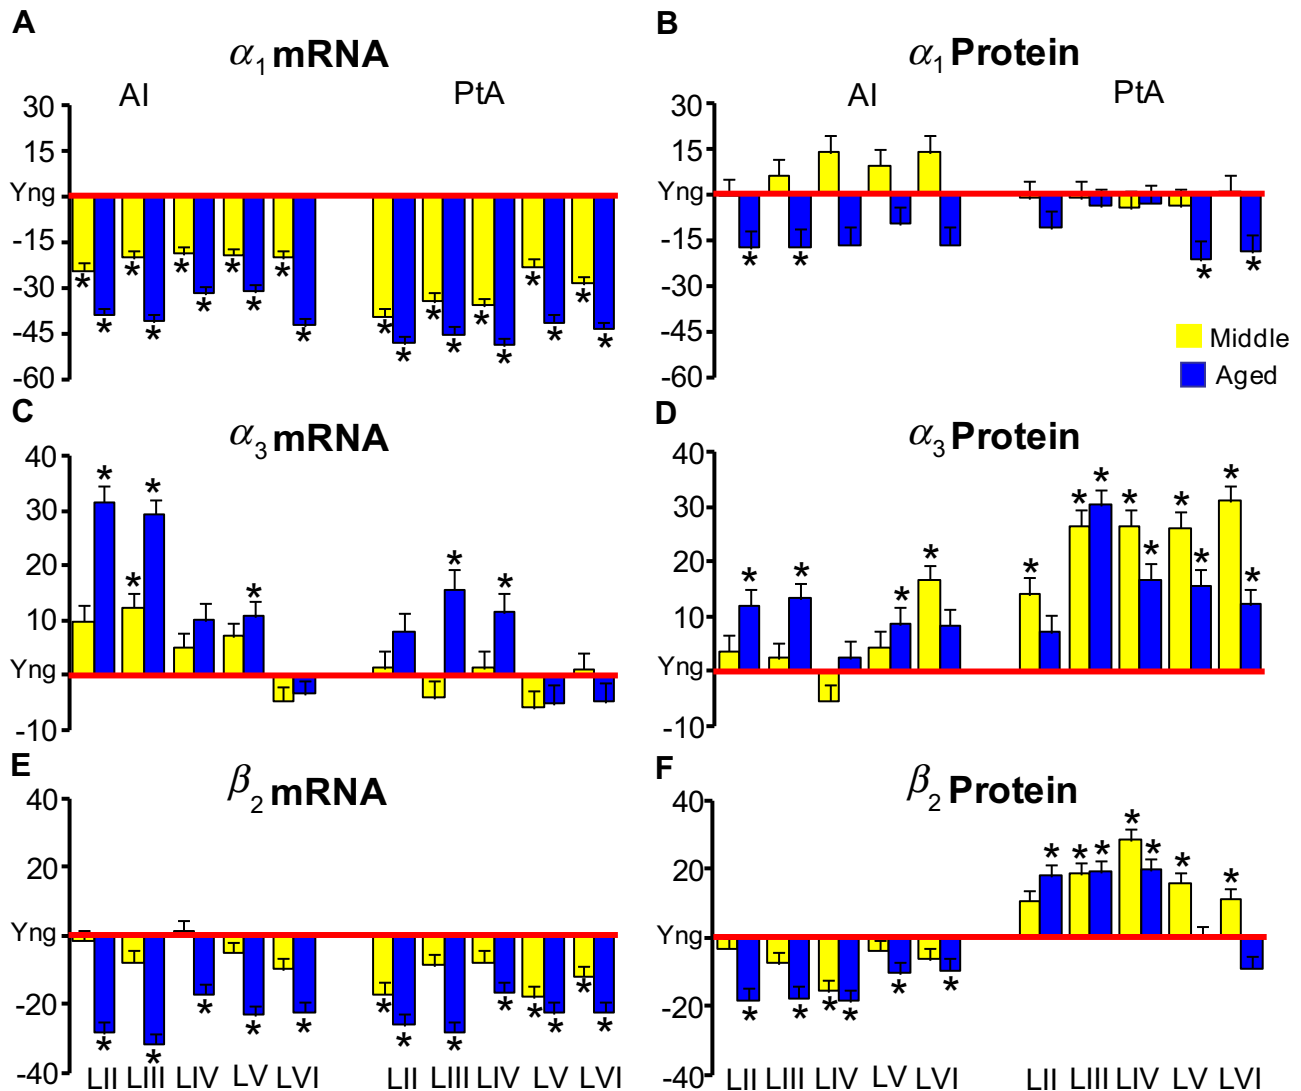 A
α1 mRNA
AI PtA
30
15
Yng
-15
-30
-45
-60
* * * * * * * * * * * * * * * * * * * *
B
α1 Protein
AI PtA
30
15
Yng
-15
-30
-45
-60
* * * *
Middle
Aged
C
α3 mRNA
40
30
20
10
Yng
-10
* * * * * *
D
α3 Protein
40
30
20
10
Yng
-10
* * * * * * * * * * * * *
E
β2 mRNA
40
20
Yng
-20
-40
* * * * * * * * * * * * *
LII LIII LIV LV LVI LII LIII LIV LV LVI
F
β2 Protein
40
20
Yng
-20
-40
* * * * * * * * * * * * *
LII LIII LIV LV LVI LII LIII LIV LV LVI